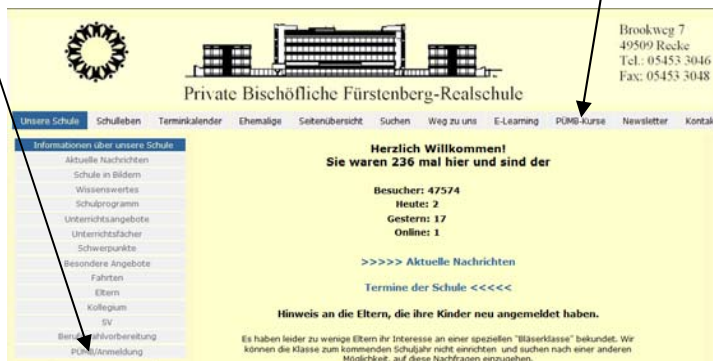 Brookweg 7
49509 Recke
Tel.: 05453 3046
Fax: 05453 3048
Private Bischöfliche Fürstenberg-Realschule
Unsere Schule Schulleben Terminkalender Ehemalige Seitenübersicht Suchen Weg zu uns E-Learning PÜMB-Kurse Newsletter Kontak
Informationen über unsere Schule
Aktuelle Nachrichten
Schule in Bildern
Wissenswertes
Schulprogramm
Unterrichtsangebote
Unterrichtsfächer
Schwerpunkte
Besondere Angebote
Fahrten
Eltern
Kollegium
SV
Berufswahlvorbereitung
PÜMB/Anmeldung
Herzlich Willkommen!
Sie waren 236 mal hier und sind der
Besucher: 47574
Heute: 2
Gestern: 17
Online: 1
>>>>> Aktuelle Nachrichten
Termine der Schule <<<<<
Hinweis an die Eltern, die ihre Kinder neu angemeldet haben.
Es haben leider zu wenige Eltern ihr Interesse an einer speziellen "Bläserklasse" bekundet. Wir
können die Klasse zum kommenden Schuljahr nicht einrichten und suchen nach einer anderen
Möglichkeit, auf diese Nachfragen einzugehen.